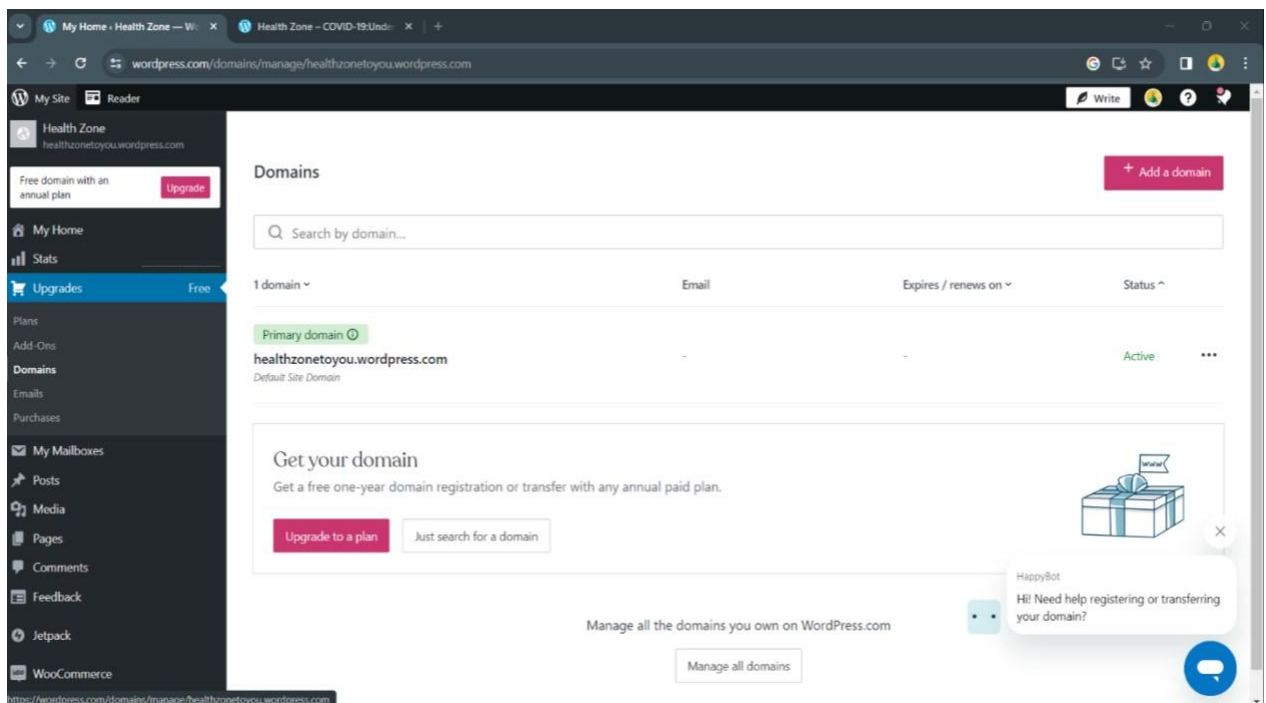 My Home ‹ Health Zone — Wo
Health Zone – COVID-19:Unde
wordpress.com/domains/manage/healthzonetoyou.wordpress.com
My Site
Reader
Write
Health Zone
healthzonetoyou.wordpress.com
Free domain with an
annual plan
Upgrade
My Home
Stats
Upgrades
Free
Plans
Add-Ons
Domains
Emails
Purchases
My Mailboxes
Posts
Media
Pages
Comments
Feedback
Jetpack
WooCommerce
https://wordpress.com/domains/manage/healthzonetoyou.wordpress.com
Domains
+ Add a domain
Search by domain...
1 domain
Email
Expires / renews on
Status
Primary domain
healthzonetoyou.wordpress.com
-
-
Active
Default Site Domain
Get your domain
Get a free one-year domain registration or transfer with any annual paid plan.
Upgrade to a plan
Just search for a domain
www
HappyBot
Hi! Need help registering or transferring
your domain?
Manage all the domains you own on WordPress.com
Manage all domains